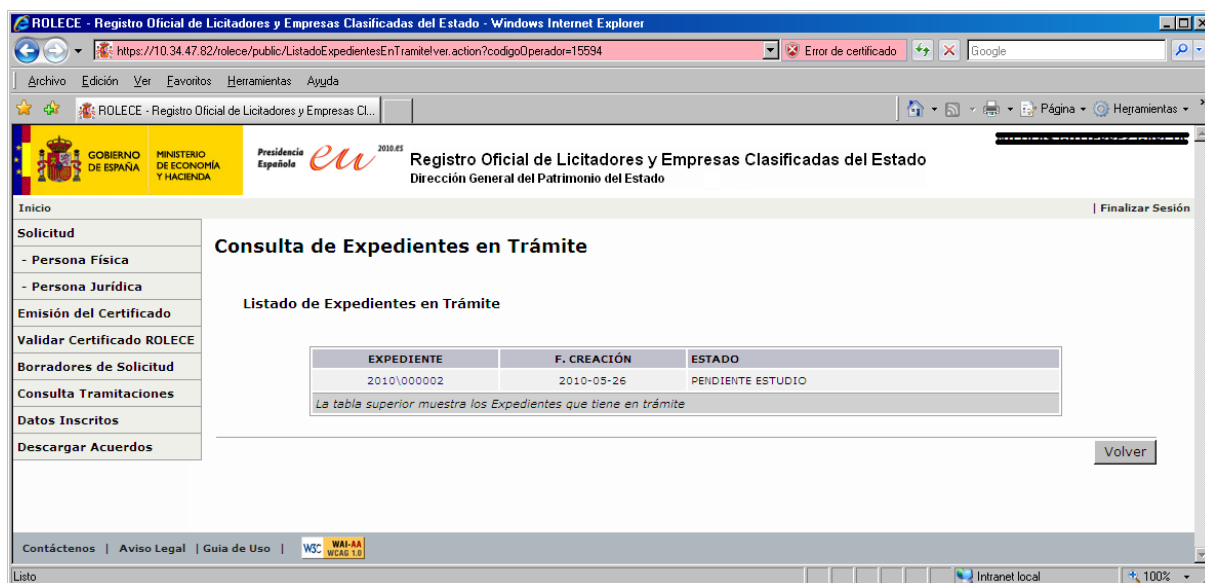 ROLECE - Registro Oficial de Licitadores y Empresas Clasificadas del Estado - Windows Internet Explorer
https://10.34.47.82/rolece/public/ListadoExpedientesEnTramite!ver.action?codigoOperador=15594 Error de certificado Google
Archivo Edición Ver Favoritos Herramientas Ayuda
ROLECE - Registro Oficial de Licitadores y Empresas Cl... Página Herramientas
GOBIERNO DE ESPAÑA
MINISTERIO DE ECONOMÍA Y HACIENDA
Presidencia Española eu 2010.es
Registro Oficial de Licitadores y Empresas Clasificadas del Estado
Dirección General del Patrimonio del Estado
Inicio | Finalizar Sesión
Solicitud
- Persona Física
- Persona Jurídica
Emisión del Certificado
Validar Certificado ROLECE
Borradores de Solicitud
Consulta Tramitaciones
Datos Inscritos
Descargar Acuerdos
Consulta de Expedientes en Trámite
Listado de Expedientes en Trámite
EXPEDIENTE F. CREACIÓN ESTADO
2010\000002 2010-05-26 PENDIENTE ESTUDIO
La tabla superior muestra los Expedientes que tiene en trámite
Volver
Contáctenos | Aviso Legal | Guia de Uso | W3C WAI-AA WCAG 1.0
Listo Intranet local 100%